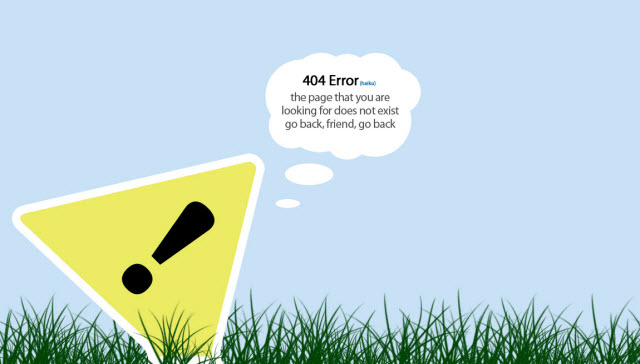 404 Error (haiku)
the page that you are
looking for does not exist
go back, friend, go back
!